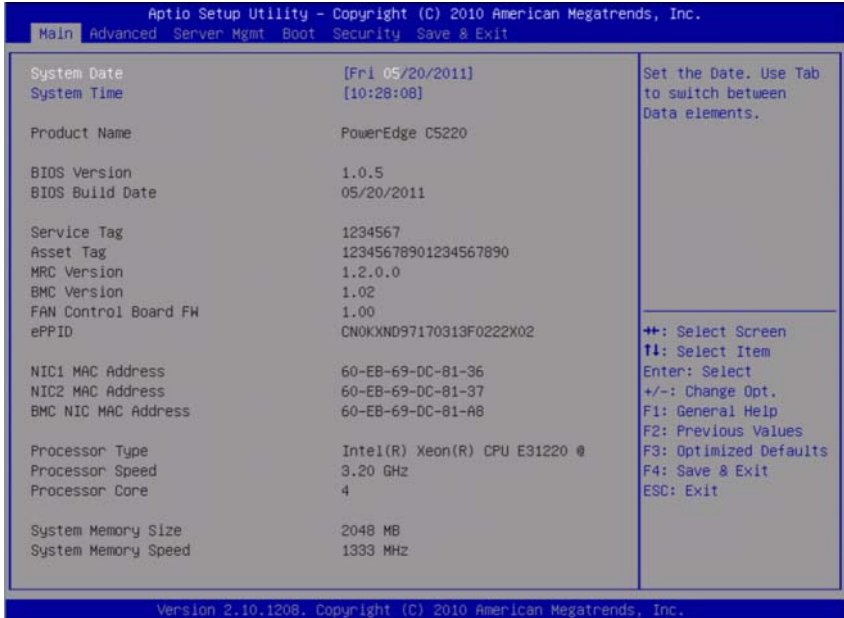 Aptio Setup Utility – Copyright (C) 2010 American Megatrends, Inc.
Main Advanced Server Mgmt Boot Security Save & Exit
System Date [Fri 05/20/2011]
System Time [10:28:08]
Product Name PowerEdge C5220
BIOS Version 1.0.5
BIOS Build Date 05/20/2011
Service Tag 1234567
Asset Tag 12345678901234567890
MRC Version 1.2.0.0
BMC Version 1.02
FAN Control Board FW 1.00
ePPID CN0KXND97170313F0222X02
NIC1 MAC Address 60-EB-69-DC-81-36
NIC2 MAC Address 60-EB-69-DC-81-37
BMC NIC MAC Address 60-EB-69-DC-81-A8
Processor Type Intel(R) Xeon(R) CPU E31220 @
Processor Speed 3.20 GHz
Processor Core 4
System Memory Size 2048 MB
System Memory Speed 1333 MHz
Set the Date. Use Tab
to switch between
Data elements.
→←: Select Screen
↑↓: Select Item
Enter: Select
+/-: Change Opt.
F1: General Help
F2: Previous Values
F3: Optimized Defaults
F4: Save & Exit
ESC: Exit
Version 2.10.1208. Copyright (C) 2010 American Megatrends, Inc.